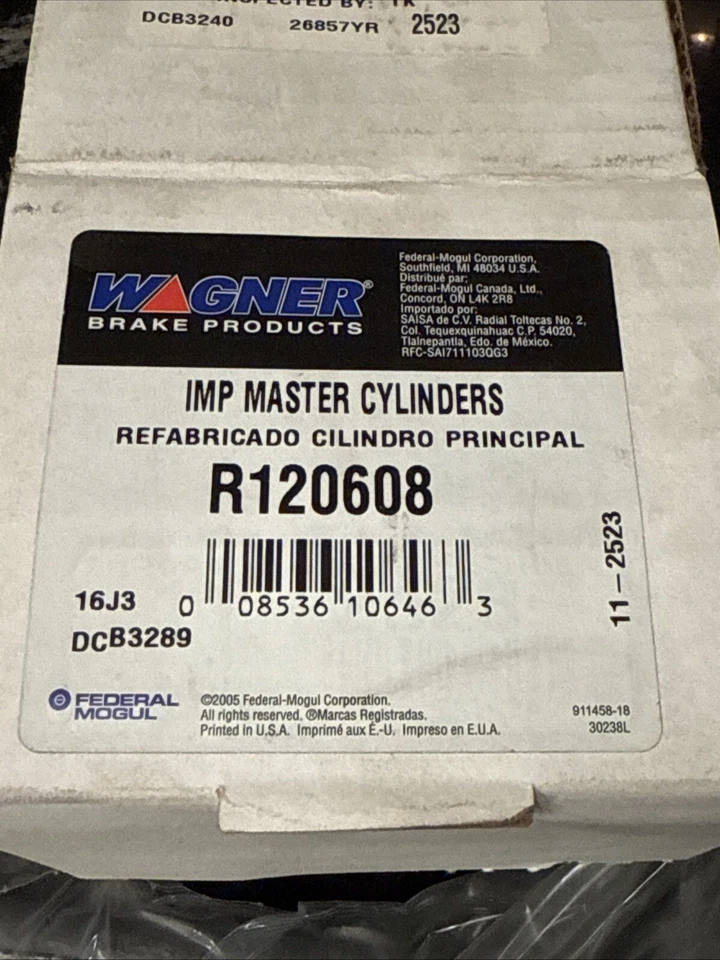 INSPECTED BY: TK
DCB3240 26857YR 2523
WAGNER®
BRAKE PRODUCTS
Federal-Mogul Corporation,
Southfield, MI 48034 U.S.A.
Distribué par:
Federal-Mogul Canada, Ltd.,
Concord, ON L4K 2R8
Importado por:
SAISA de C.V. Radial Toltecas No. 2,
Col. Tequexquinahuac C.P. 54020,
Tlalnepantla, Edo. de México.
RFC-SAI711103QG3
IMP MASTER CYLINDERS
REFABRICADO CILINDRO PRINCIPAL
R120608
11-2523
16J3
0 08536 10646 3
DCB3289
FEDERAL
MOGUL
©2005 Federal-Mogul Corporation.
All rights reserved. ®Marcas Registradas.
Printed in U.S.A. Imprimé aux É.-U. Impreso en E.U.A.
911458-18
30238L